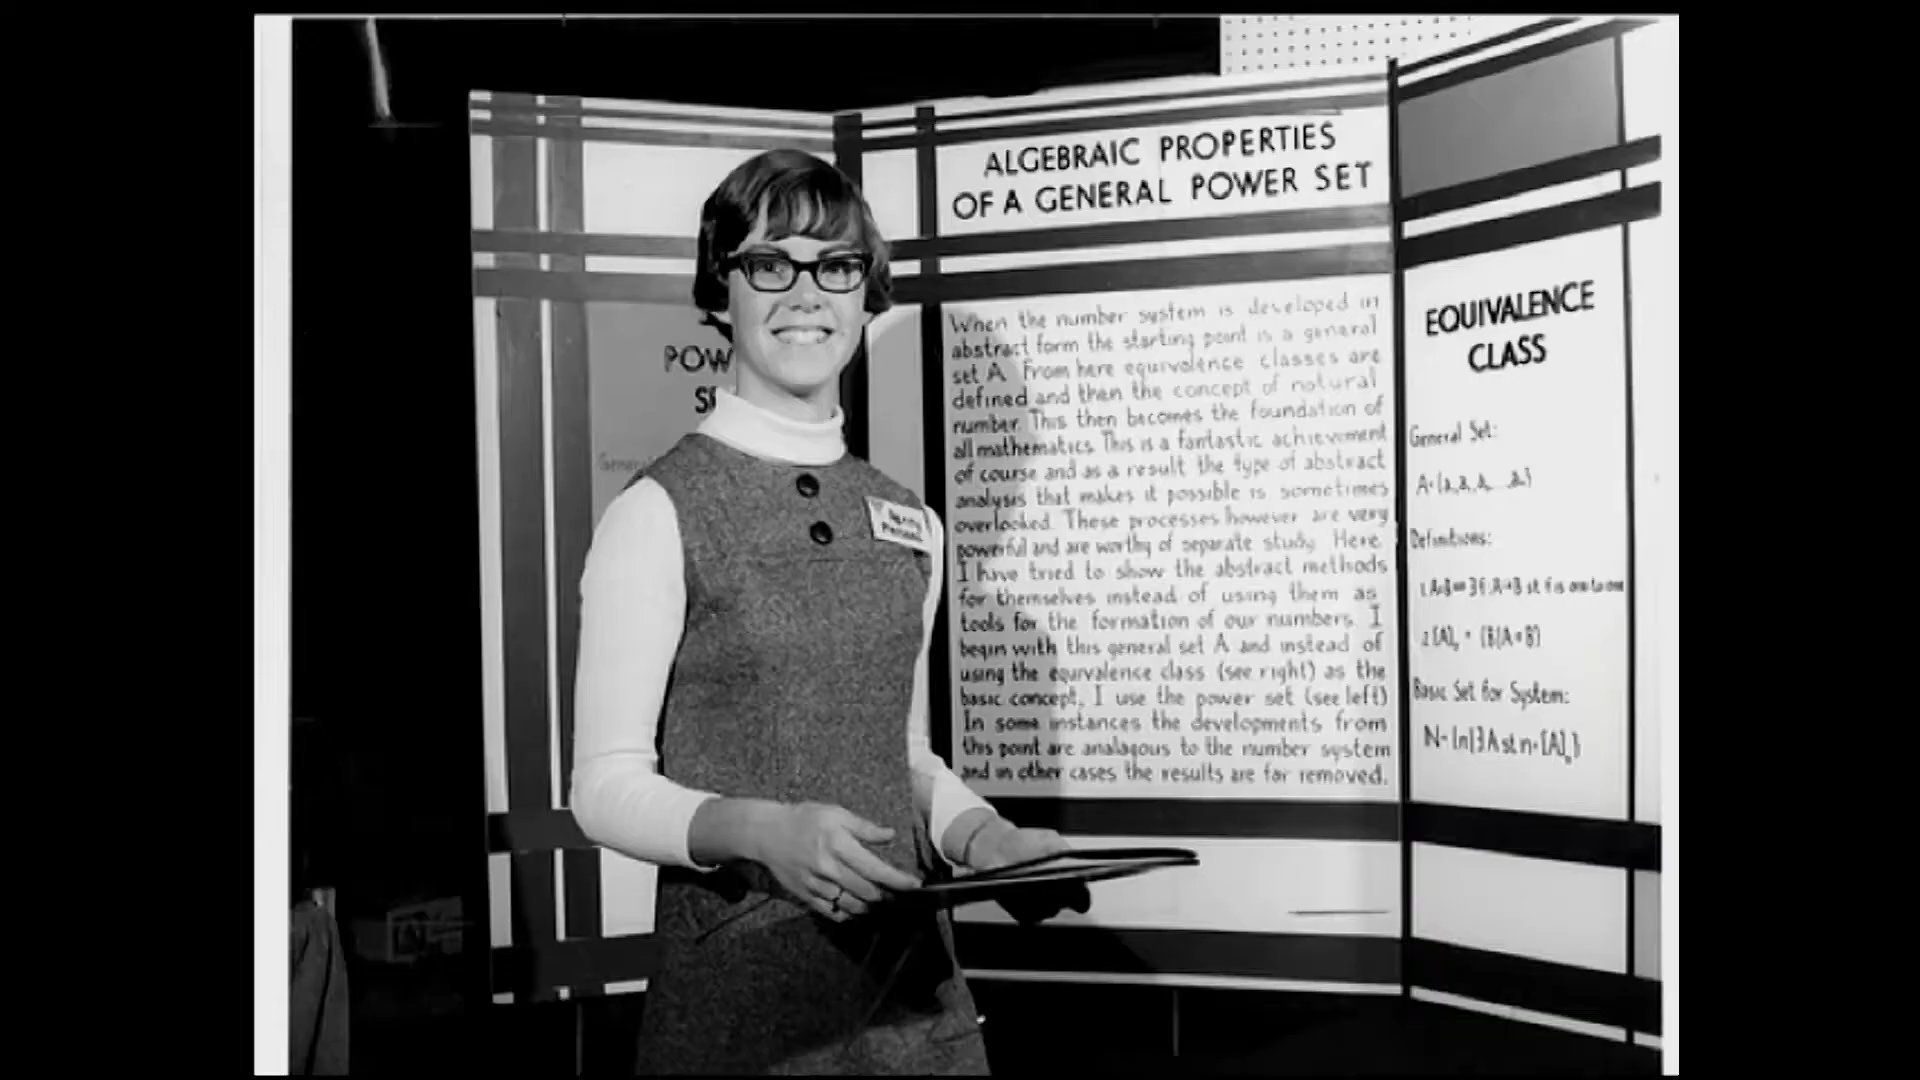 ALGEBRAIC PROPERTIES
OF A GENERAL POWER SET
POW
General
When the number system is developed in
abstract form the starting point is a general
set A. From here equivalence classes are
defined and then the concept of natural
number. This then becomes the foundation of
all mathematics. This is a fantastic achievement
of course and as a result the type of abstract
analysis that makes it possible is sometimes
overlooked. These processes however are very
powerful and are worthy of separate study. Here
I have tried to show the abstract methods
for themselves instead of using them as
tools for the formation of our numbers. I
begin with this general set A and instead of
using the equivalence class (see right) as the
basic concept, I use the power set (see left)
In some instances the developments from
this point are analagous to the number system
and in other cases the results are far removed.
EQUIVALENCE
CLASS
General Set:
Definitions:
Basic Set for System: